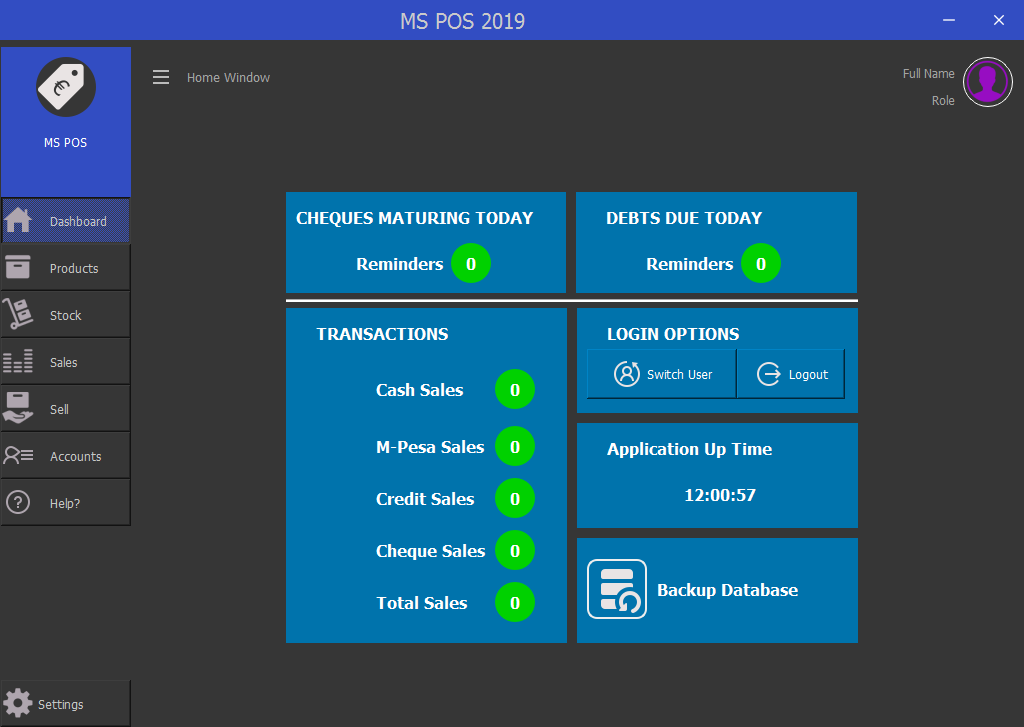 MS POS 2019
MS POS
Home Window
Full Name
Role
Dashboard
Products
Stock
Sales
Sell
Accounts
Help?
Settings
CHEQUES MATURING TODAY
Reminders 0
DEBTS DUE TODAY
Reminders 0
TRANSACTIONS
Cash Sales 0
M-Pesa Sales 0
Credit Sales 0
Cheque Sales 0
Total Sales 0
LOGIN OPTIONS
Switch User Logout
Application Up Time
12:00:57
Backup Database